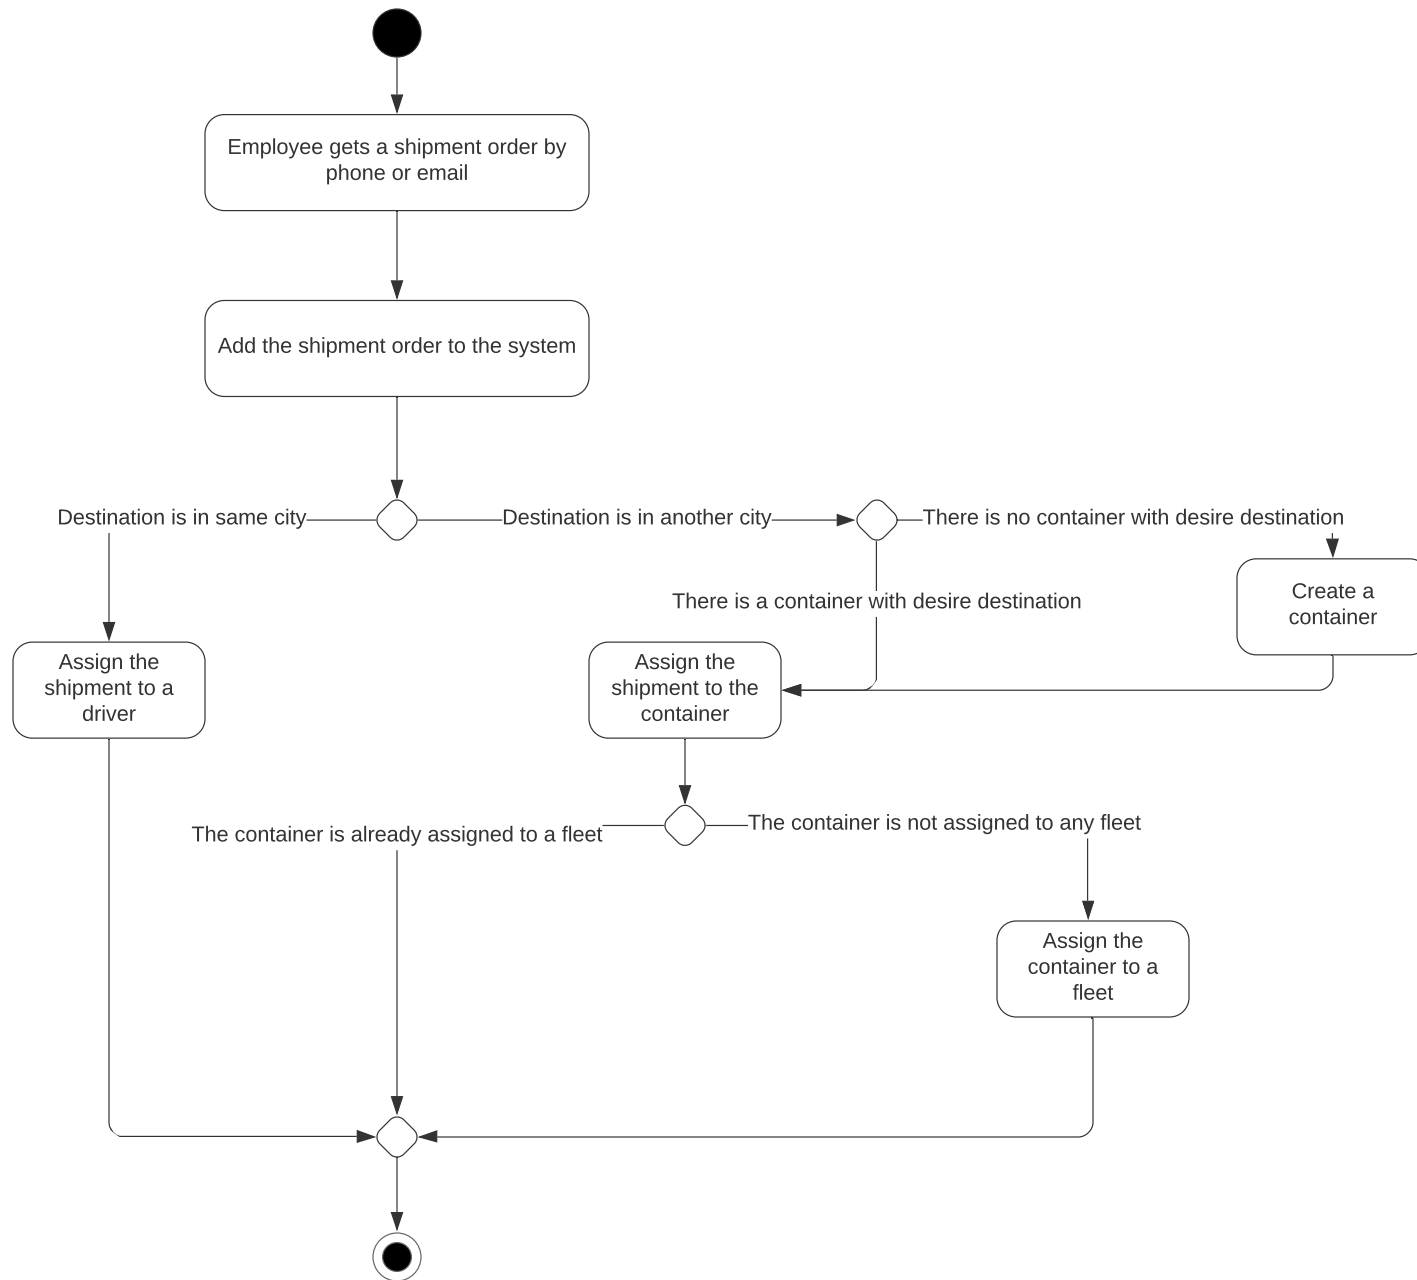 Employee gets a shipment order by
phone or email
Add the shipment order to the system
Destination is in same city
Destination is in another city
There is no container with desire destination
Create a
container
There is a container with desire destination
Assign the
shipment to a
driver
Assign the
shipment to the
container
The container is already assigned to a fleet
The container is not assigned to any fleet
Assign the
container to a
fleet